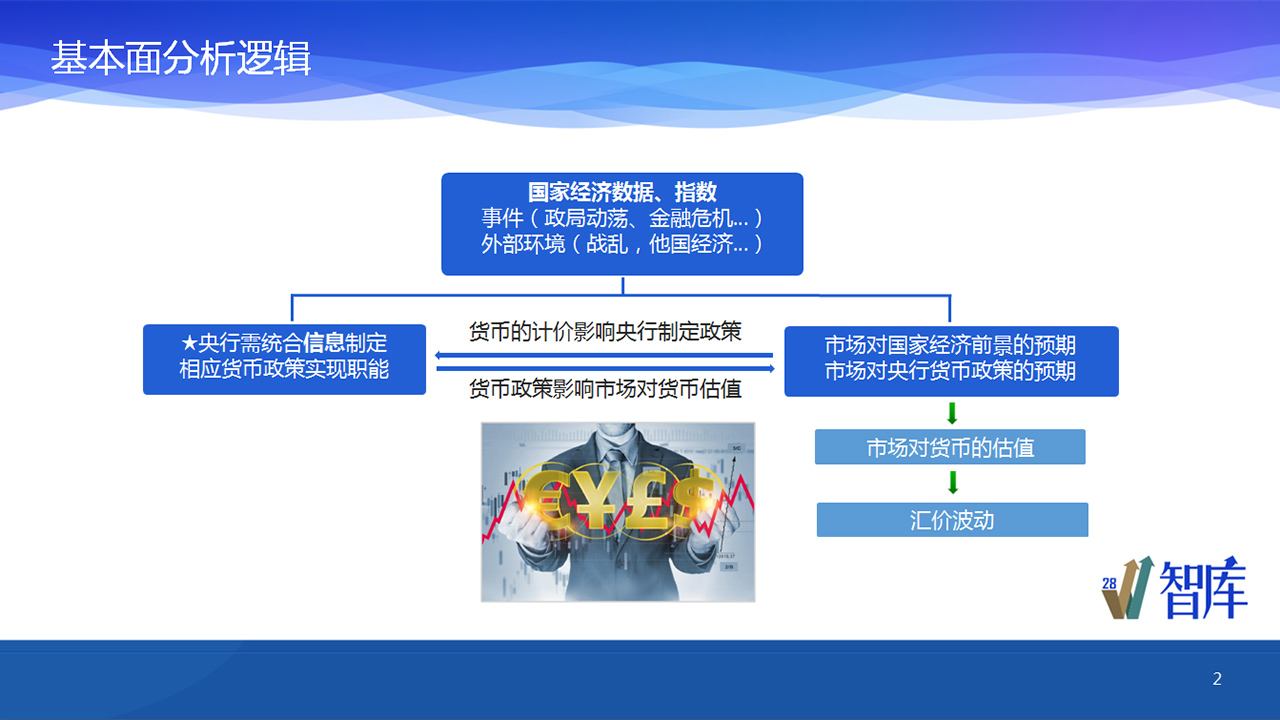 基本面分析逻辑
国家经济数据、指数
事件（政局动荡、金融危机...）
外部环境（战乱，他国经济...）
★央行需统合信息制定
相应货币政策实现职能
货币的计价影响央行制定政策
货币政策影响市场对货币估值
市场对国家经济前景的预期
市场对央行货币政策的预期
市场对货币的估值
汇价波动
€¥£$
28
智库
2